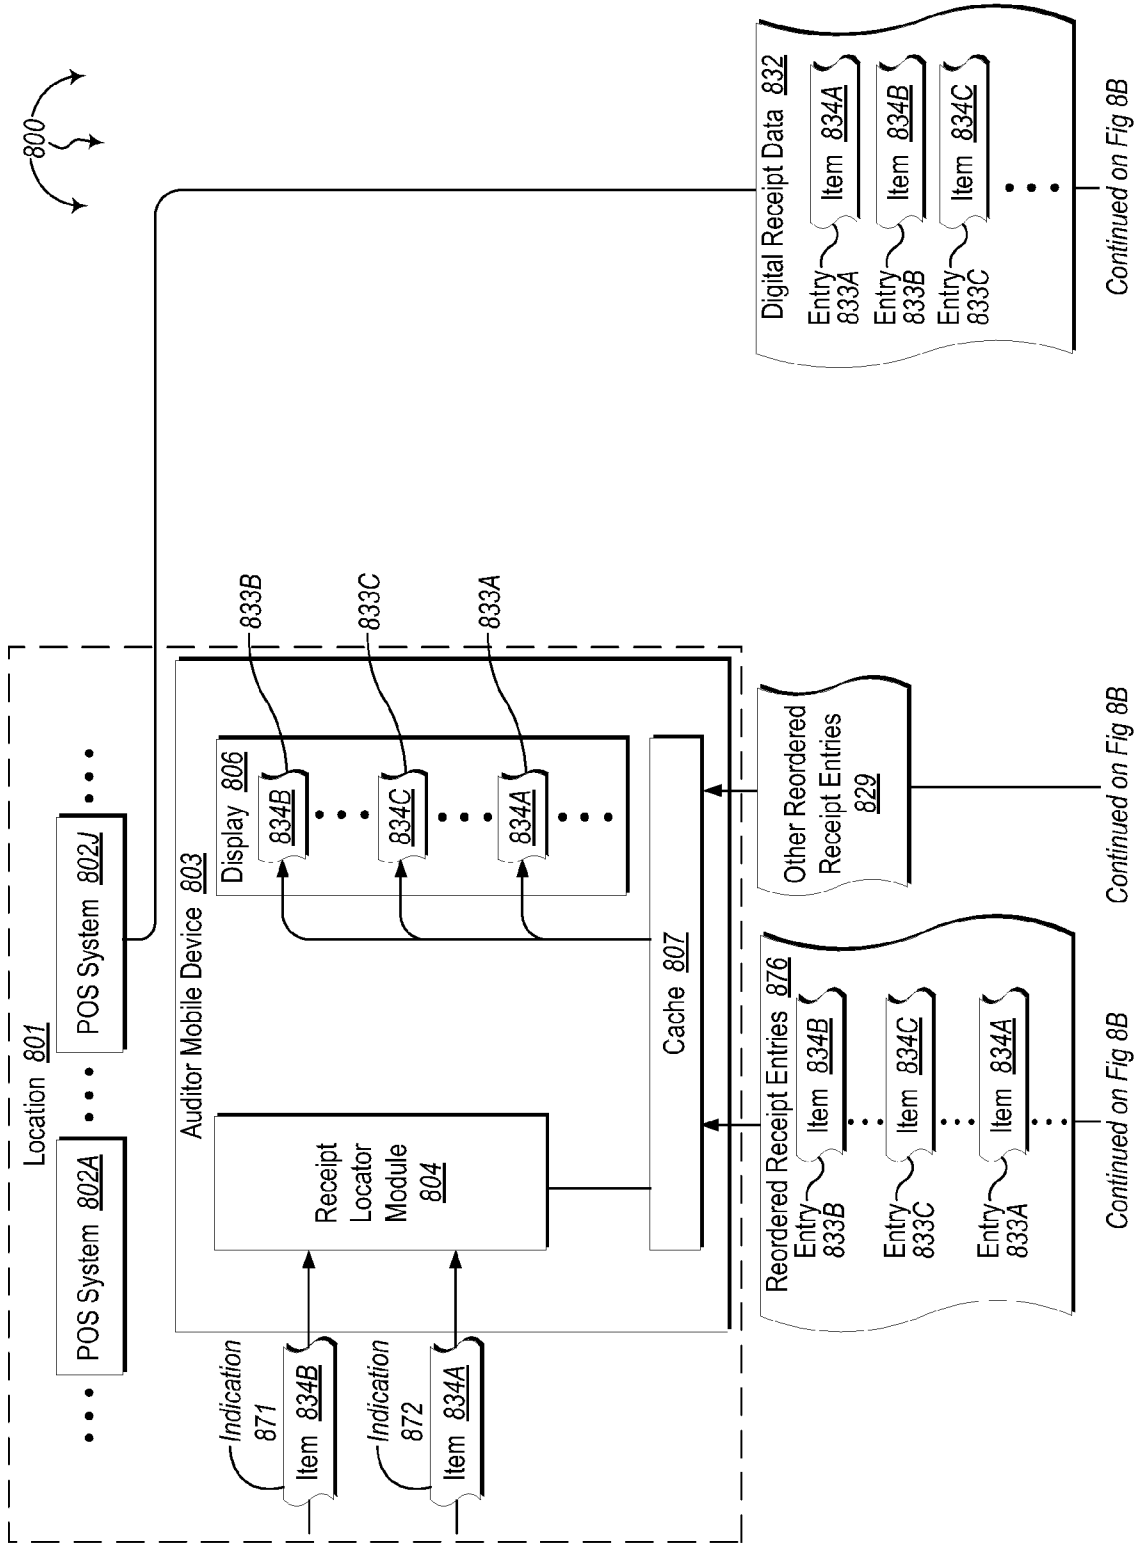 800
Location 801
POS System 802A
POS System 802J
Auditor Mobile Device 803
Indication
871
Item 834B
Indication
872
Item 834A
Receipt
Locator
Module
804
Display 806
834B
834C
834A
833B
833C
833A
Cache 807
Reordered Receipt Entries 876
Entry
833B
Item 834B
Entry
833C
Item 834C
Entry
833A
Item 834A
Other Reordered
Receipt Entries
829
Digital Receipt Data 832
Entry
833A
Item 834A
Entry
833B
Item 834B
Entry
833C
Item 834C
Continued on Fig 8B
Continued on Fig 8B
Continued on Fig 8B